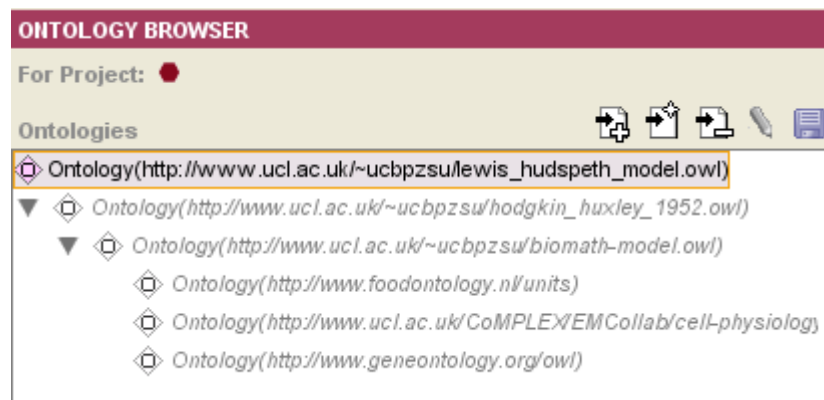 ONTOLOGY BROWSER
For Project:
Ontologies
Ontology(http://www.ucl.ac.uk/~ucbpzsu/lewis_hudspeth_model.owl)
Ontology(http://www.ucl.ac.uk/~ucbpzsu/hodgkin_huxley_1952.owl)
Ontology(http://www.ucl.ac.uk/~ucbpzsu/biomath-model.owl)
Ontology(http://www.foodontology.nl/units)
Ontology(http://www.ucl.ac.uk/CoMPLEX/EMCollab/cell-physiology
Ontology(http://www.geneontology.org/owl)